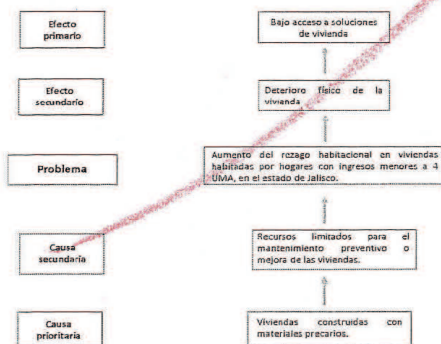 Efecto
primario
Bajo acceso a soluciones
de vivienda
Efecto
secundario
Deterioro físico de la
vivienda
Problema
Aumento del rezago habitacional en viviendas
habitadas por hogares con ingresos menores a 4
UMA, en el estado de Jalisco.
Causa
secundaria
Recursos limitados para el
mantenimiento preventivo o
mejora de las viviendas.
Causa
prioritaria
Viviendas construidas con
materiales precarios.